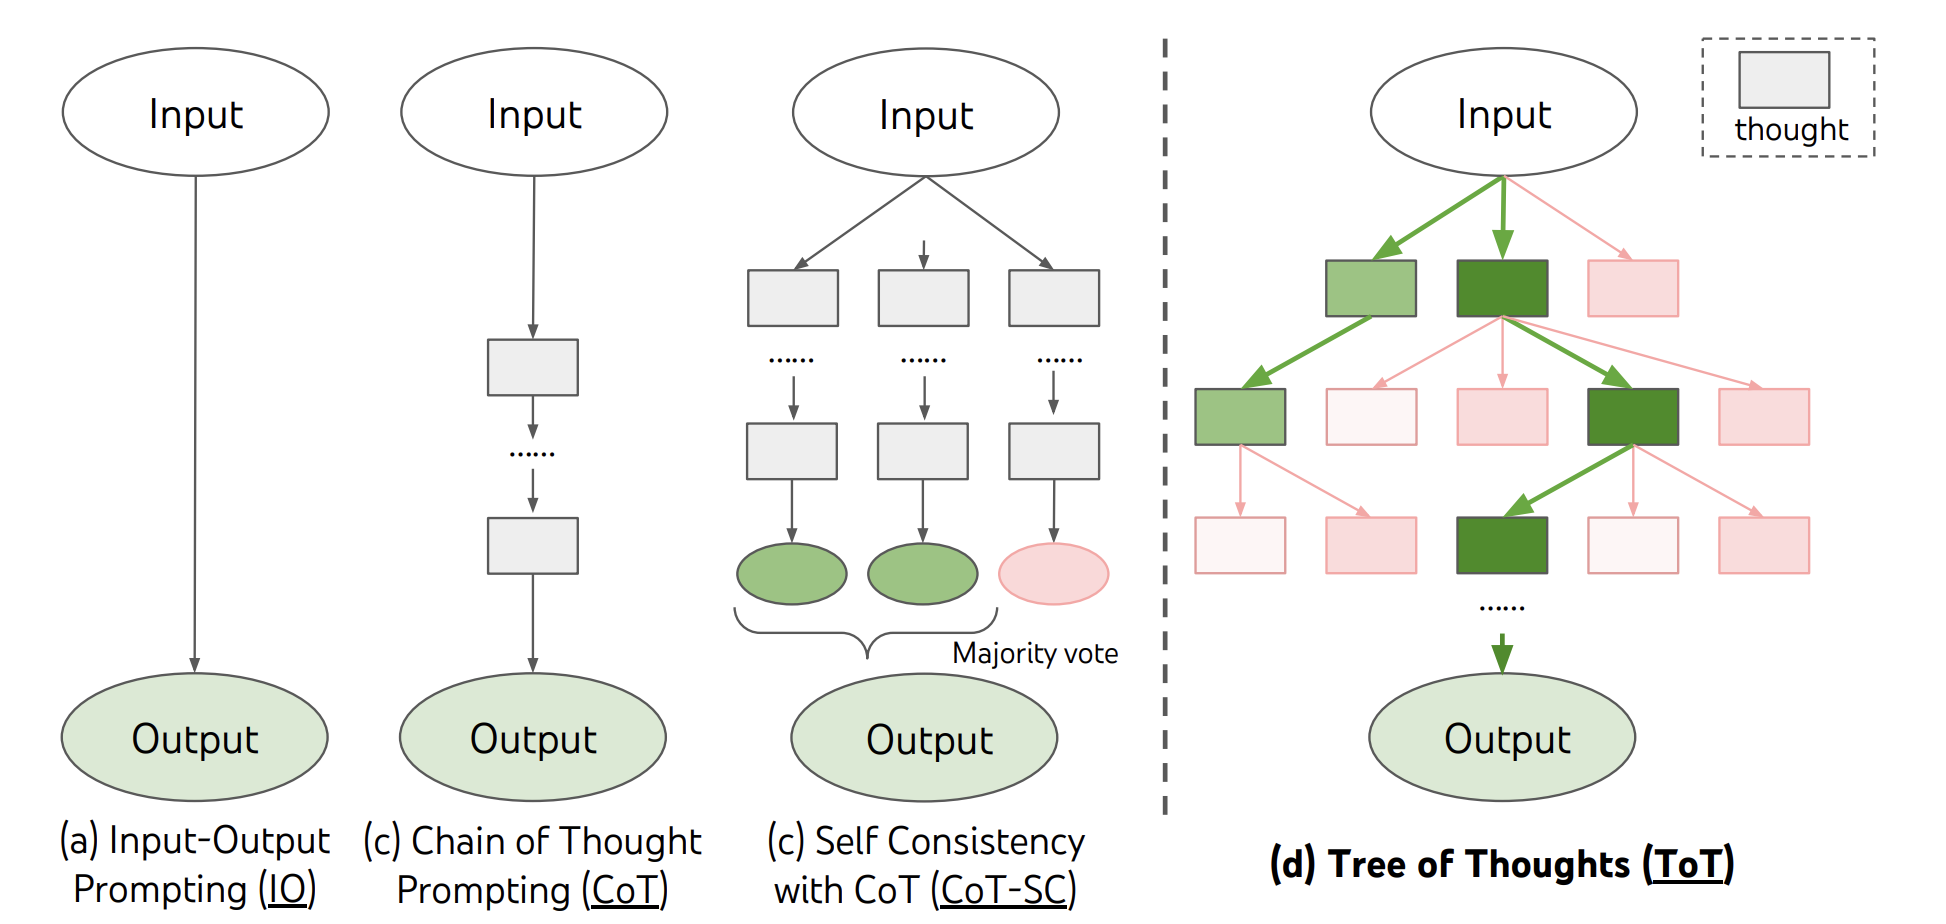 Input
Input
Input
Input
thought
......
......
......
......
......
Majority vote
Output
Output
Output
Output
(a) Input-Output
Prompting (IO)
(c) Chain of Thought
Prompting (CoT)
(c) Self Consistency
with CoT (CoT-SC)
(d) Tree of Thoughts (ToT)